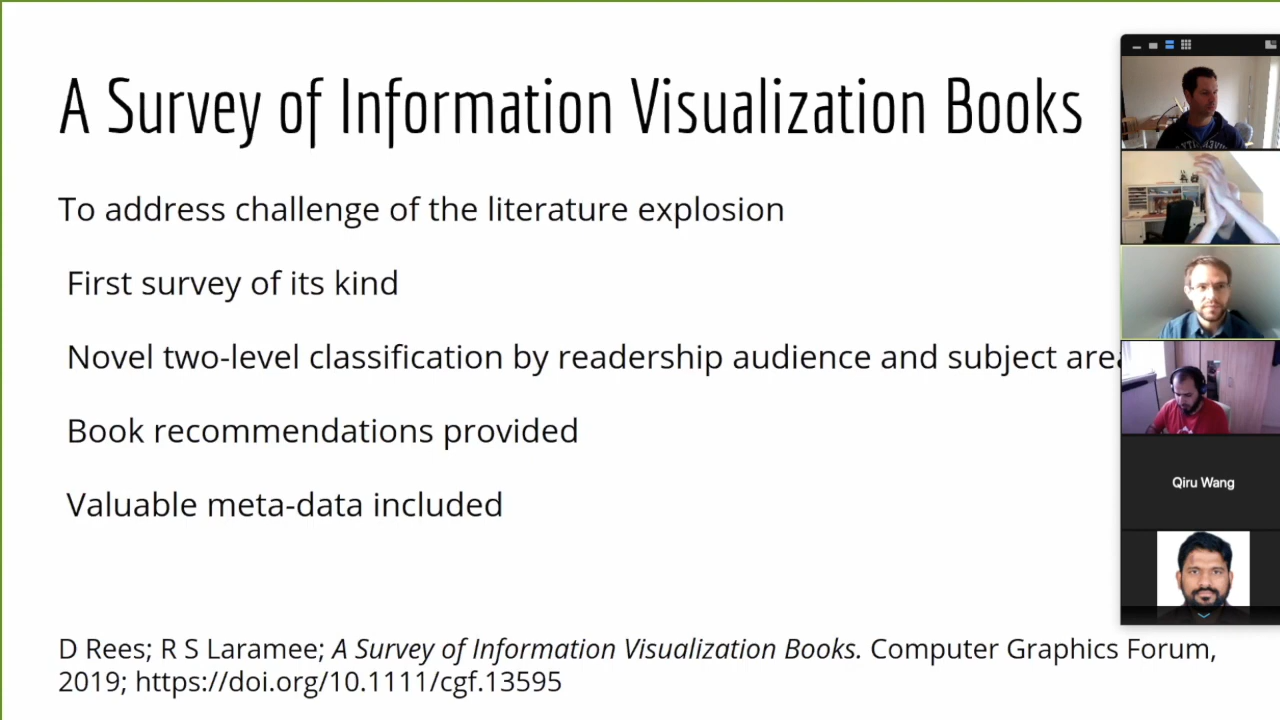 A Survey of Information Visualization Books
To address challenge of the literature explosion
First survey of its kind
Novel two-level classification by readership audience and subject
Book recommendations provided
Valuable meta-data included
D Rees; R S Laramee; A Survey of Information Visualization Books. Computer Graphics Forum,
2019; https://doi.org/10.1111/cgf.13595
Qiru Wang